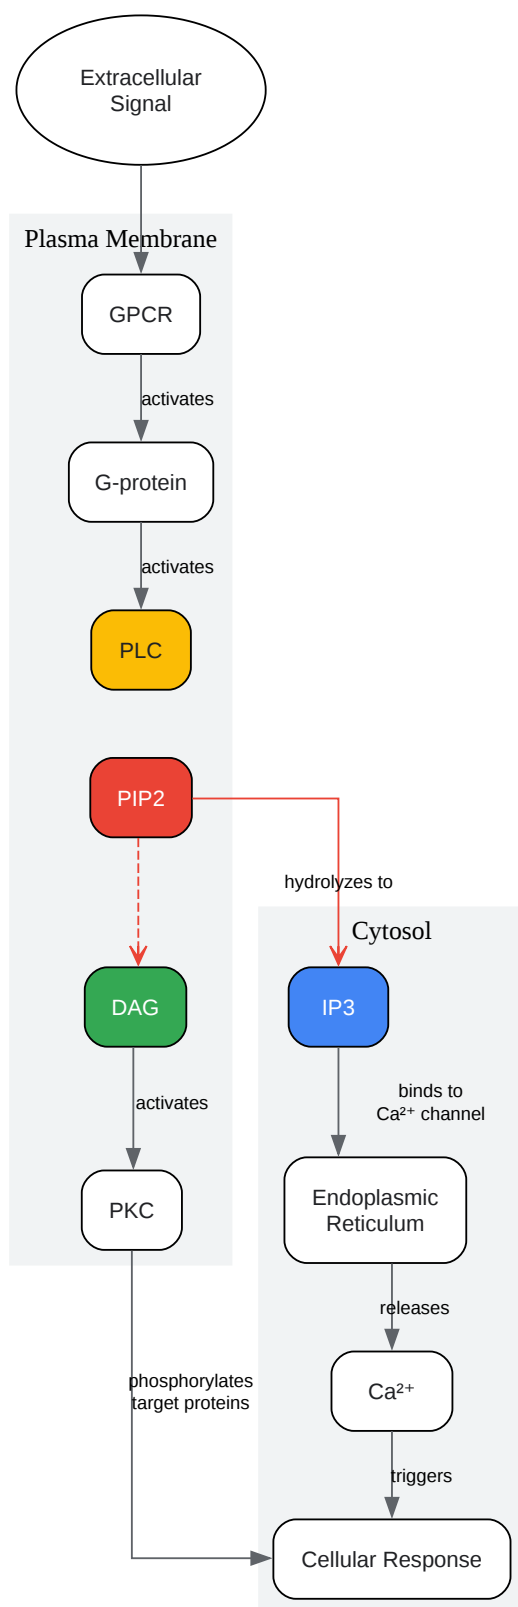 Extracellular
Signal
Plasma Membrane
GPCR
activates
G-protein
activates
PLC
PIP2
hydrolyzes to
Cytosol
DAG
IP3
activates
binds to
Ca²⁺ channel
PKC
Endoplasmic
Reticulum
releases
phosphorylates
target proteins
Ca²⁺
triggers
Cellular Response